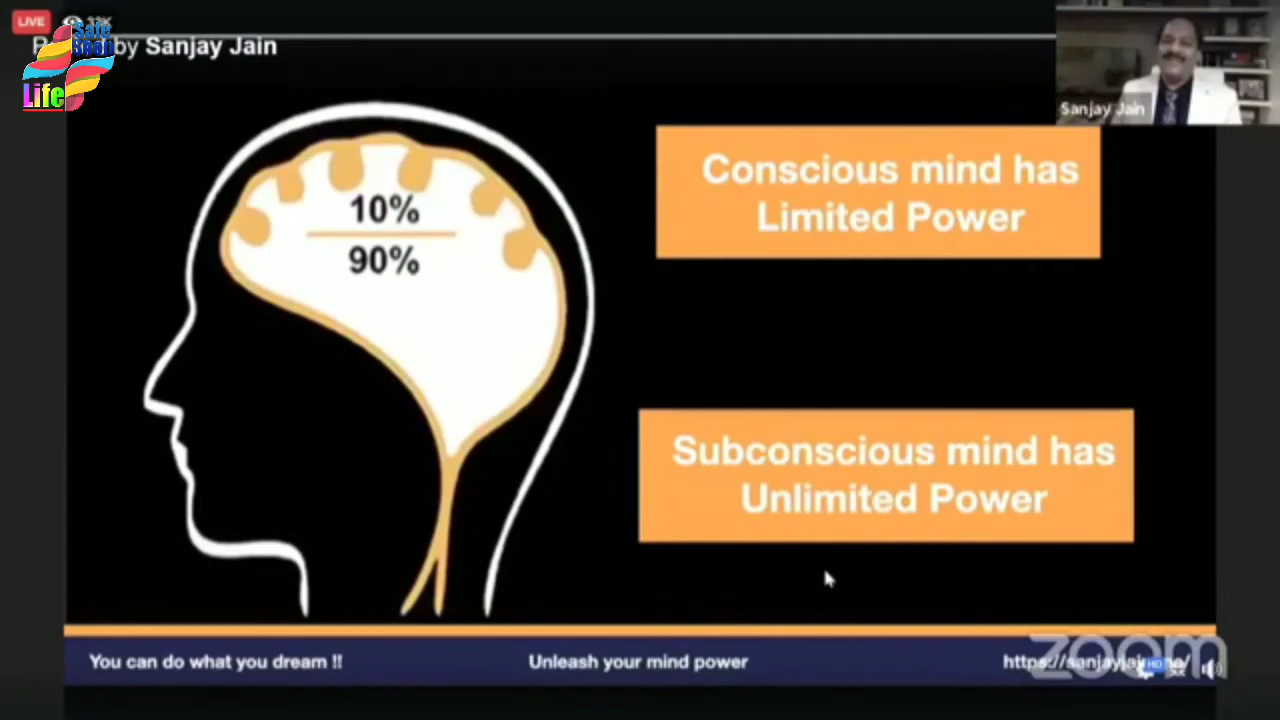 LIVE
by Sanjay Jain
Safe
Life
Sanjay Jain
Conscious mind has
Limited Power
10%
90%
Subconscious mind has
Unlimited Power
You can do what you dream !!
Unleash your mind power
zoom
HD